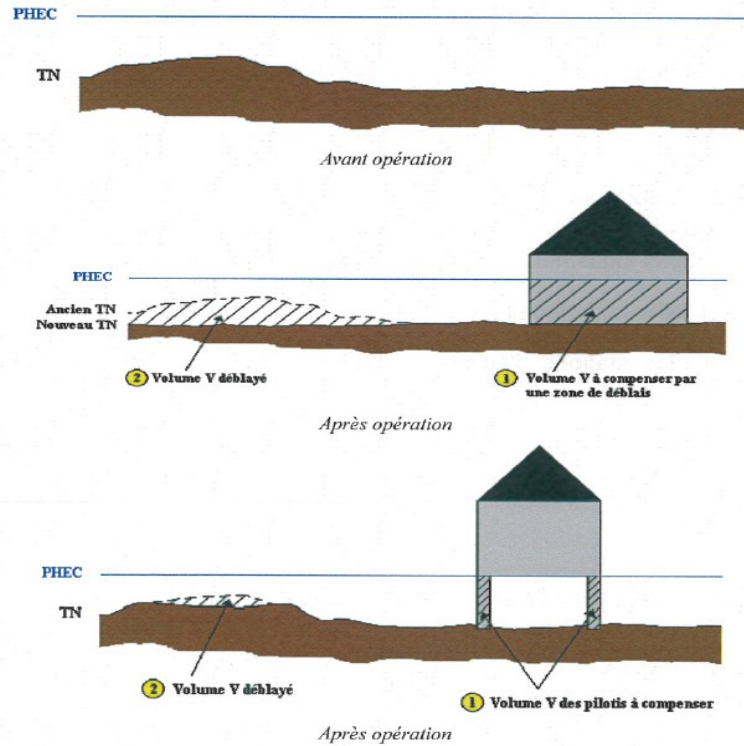 PHEC
TN
Avant opération
PHEC
Ancien TN
Nouveau TN
2 Volume V déblayé
1 Volume V à compenser par
une zone de déblais
Après opération
PHEC
TN
2 Volume V déblayé
1 Volume V des pilotis à compenser
Après opération